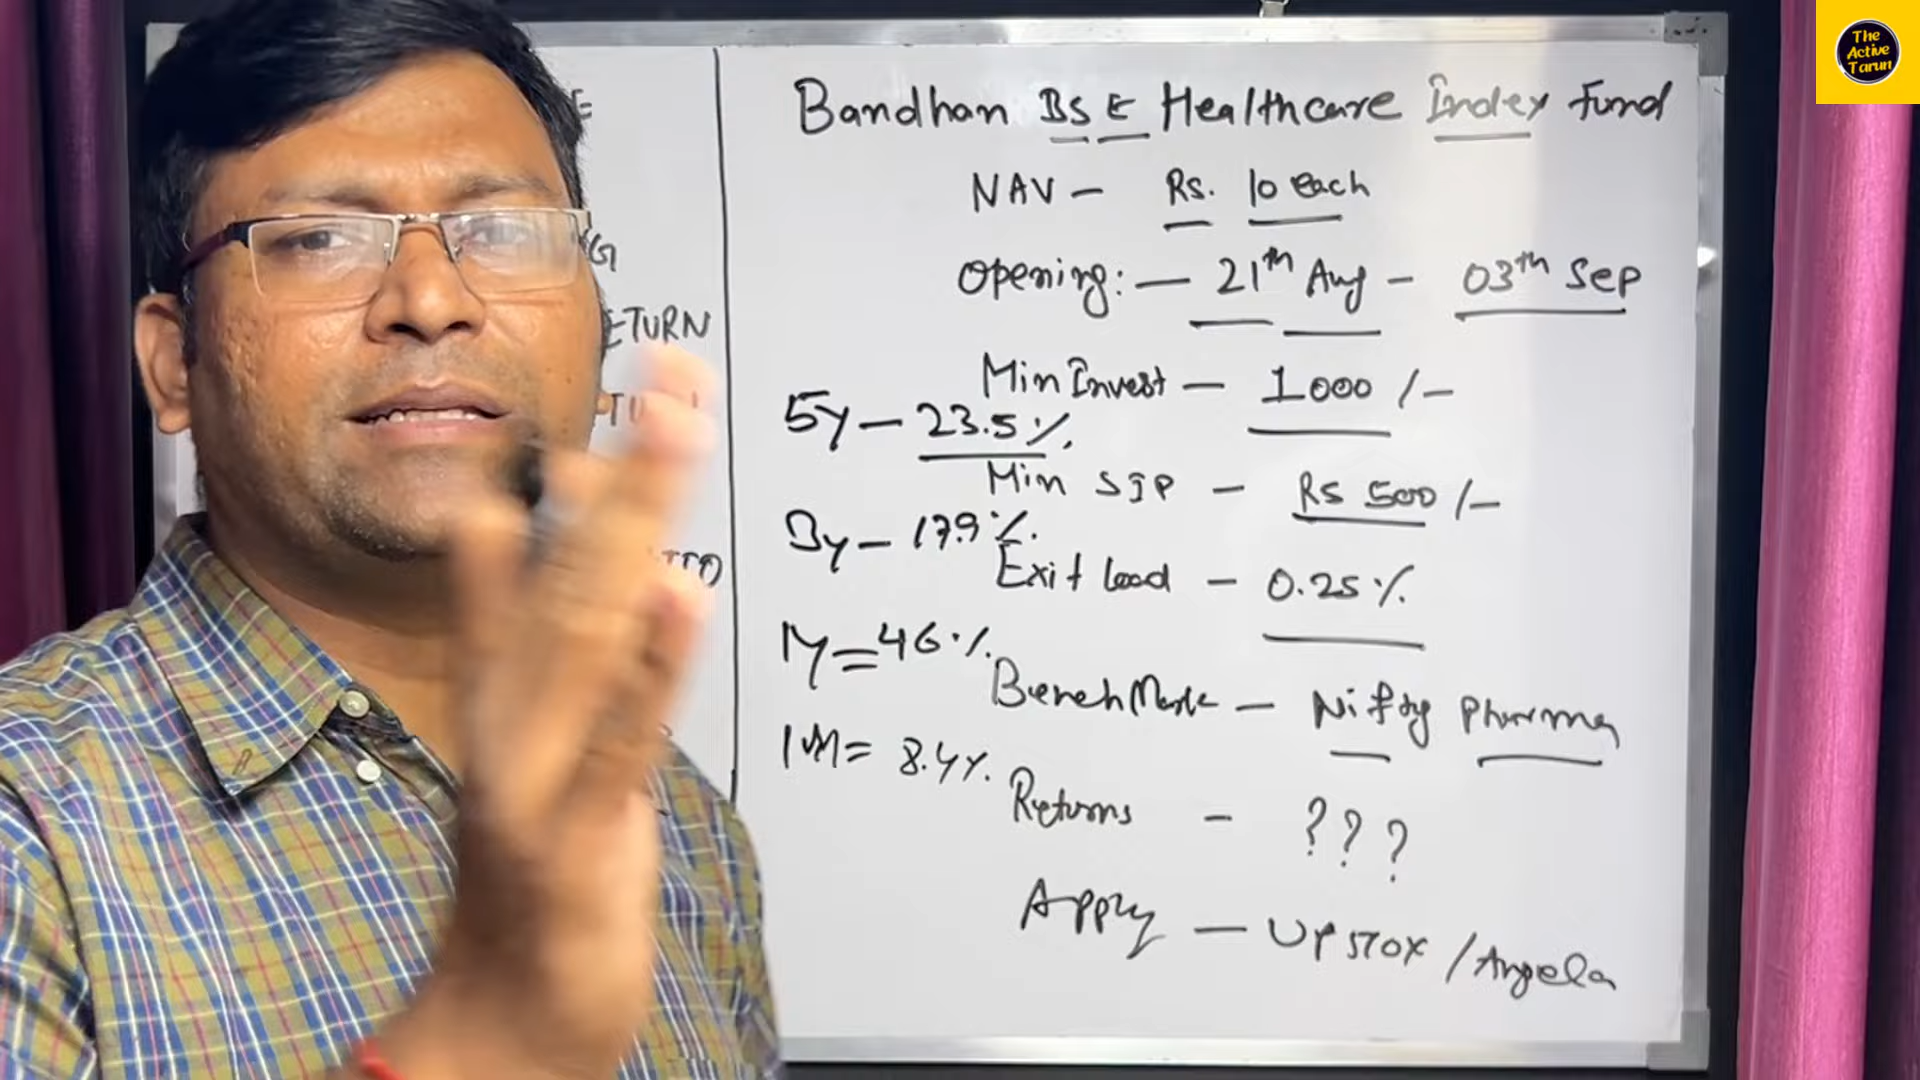 The
Active
Tarun
Bandhan BSE Healthcare Index Fund
NAV - Rs. 10 each
Opening:- 21th Aug - 03th Sep
Min Invest - 1000/-
Min SIP - Rs 500/-
Exit load - 0.25%
BenchMark - Nifty Pharma
Returns - ???
Apply - UPSTOX /
5y - 23.5%.
3y - 17.9%.
1y = 46%.
1M = 8.4%.
ETURN